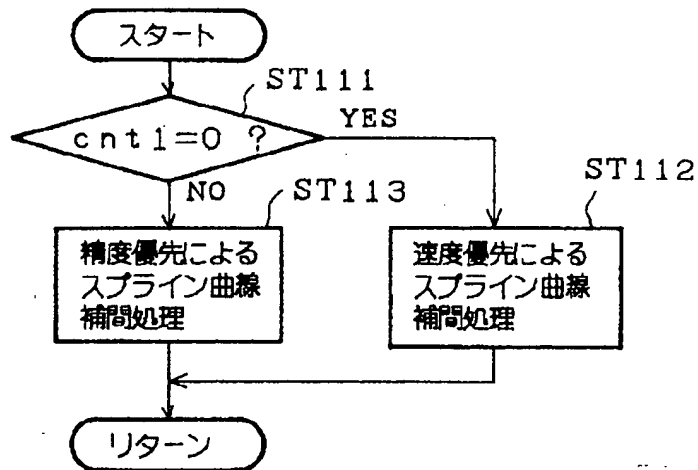 スタート
ST111
cnt1=0 ?
YES
NO
ST113
ST112
精度優先による
スプライン曲線
補間処理
速度優先による
スプライン曲線
補間処理
リターン